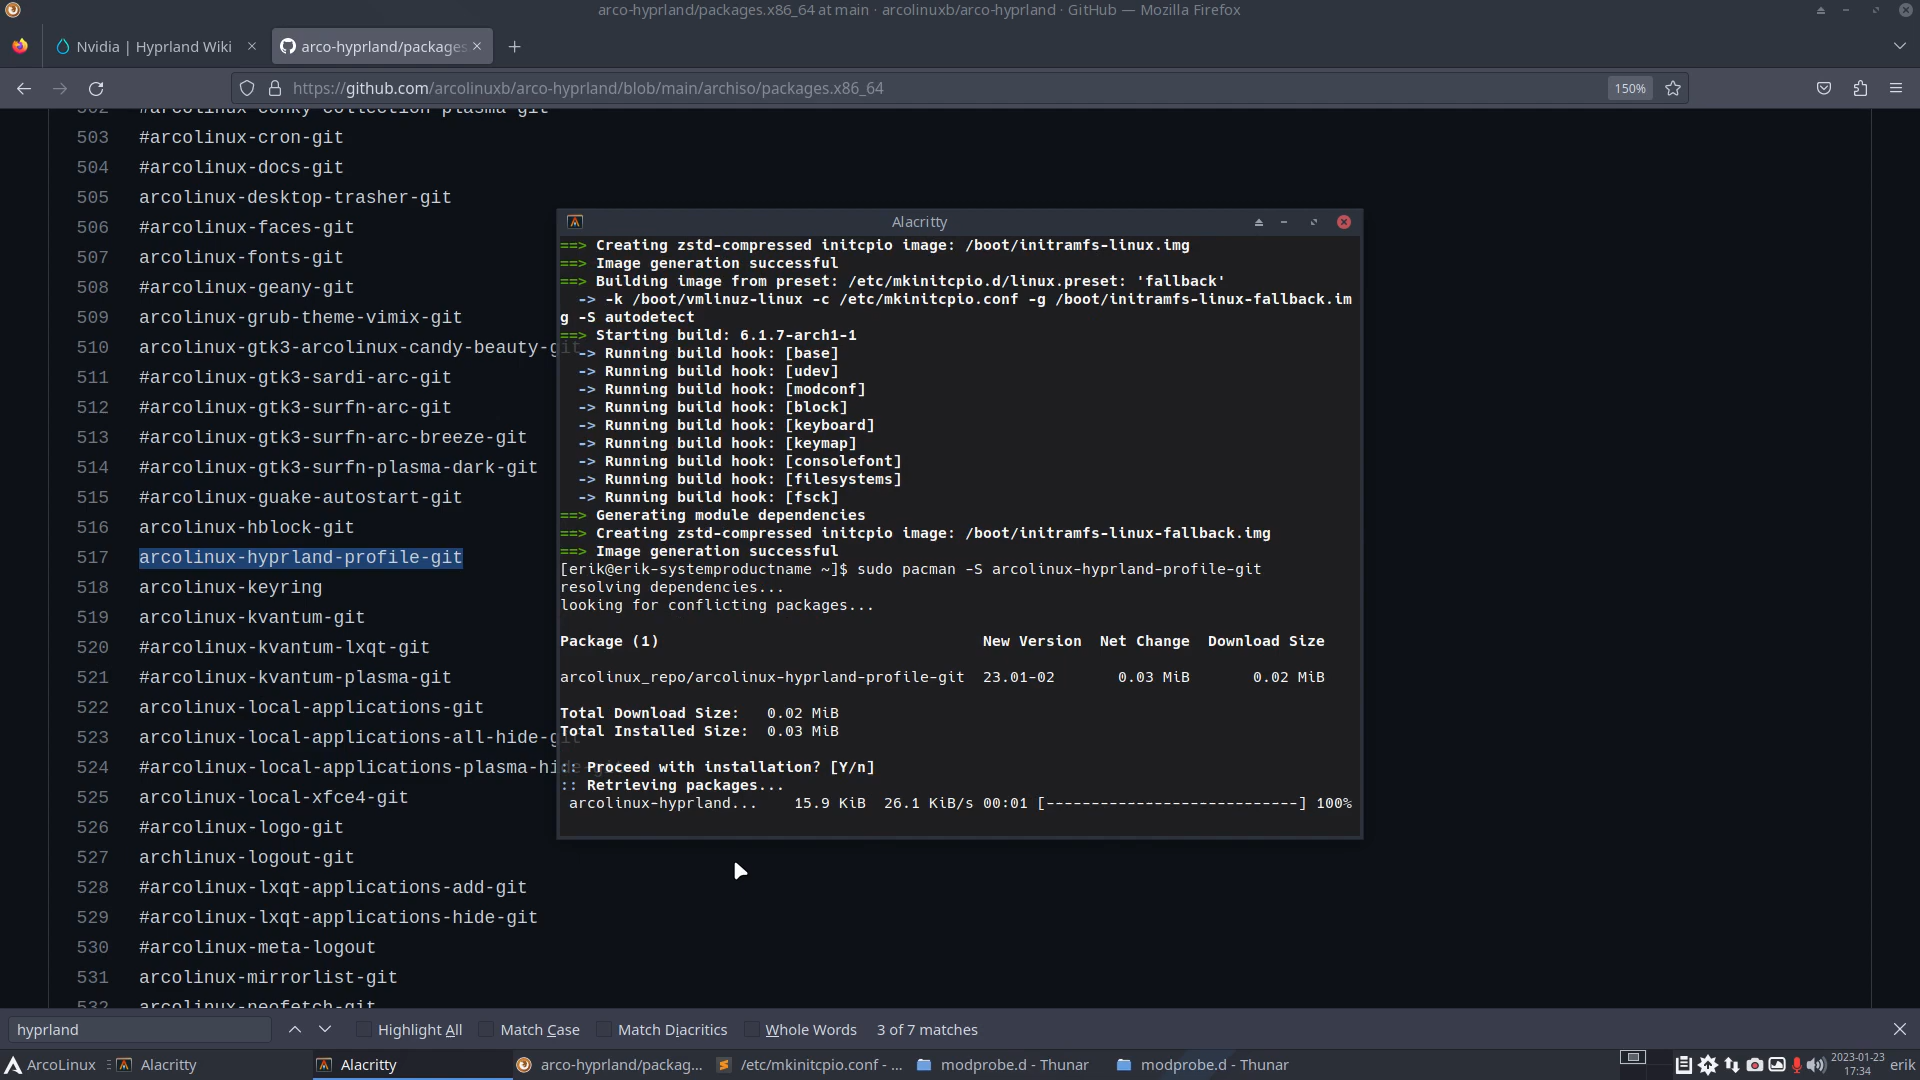 arco-hyprland/packages.x86_64 at main · arcolinuxb/arco-hyprland · GitHub — Mozilla Firefox
Nvidia | Hyprland Wiki
arco-hyprland/packages
https://github.com/arcolinuxb/arco-hyprland/blob/main/archiso/packages.x86_64
150%
502 #arcolinux-conky-collection-plasma-git
503 #arcolinux-cron-git
504 #arcolinux-docs-git
505 arcolinux-desktop-trasher-git
506 #arcolinux-faces-git
507 arcolinux-fonts-git
508 #arcolinux-geany-git
509 arcolinux-grub-theme-vimix-git
510 arcolinux-gtk3-arcolinux-candy-beauty-git
511 #arcolinux-gtk3-sardi-arc-git
512 #arcolinux-gtk3-surfn-arc-git
513 #arcolinux-gtk3-surfn-arc-breeze-git
514 #arcolinux-gtk3-surfn-plasma-dark-git
515 #arcolinux-guake-autostart-git
516 arcolinux-hblock-git
517 arcolinux-hyprland-profile-git
518 arcolinux-keyring
519 arcolinux-kvantum-git
520 #arcolinux-kvantum-lxqt-git
521 #arcolinux-kvantum-plasma-git
522 arcolinux-local-applications-git
523 arcolinux-local-applications-all-hide-git
524 #arcolinux-local-applications-plasma-hide-git
525 arcolinux-local-xfce4-git
526 arcolinux-logo-git
527 archlinux-logout-git
528 #arcolinux-lxqt-applications-add-git
529 #arcolinux-lxqt-applications-hide-git
530 #arcolinux-meta-logout
531 arcolinux-mirrorlist-git
532 arcolinux-neofetch-git
Alacritty
==> Creating zstd-compressed initcpio image: /boot/initramfs-linux.img
==> Image generation successful
==> Building image from preset: /etc/mkinitcpio.d/linux.preset: 'fallback'
-> -k /boot/vmlinuz-linux -c /etc/mkinitcpio.conf -g /boot/initramfs-linux-fallback.im
g -S autodetect
==> Starting build: 6.1.7-arch1-1
-> Running build hook: [base]
-> Running build hook: [udev]
-> Running build hook: [modconf]
-> Running build hook: [block]
-> Running build hook: [keyboard]
-> Running build hook: [keymap]
-> Running build hook: [consolefont]
-> Running build hook: [filesystems]
-> Running build hook: [fsck]
==> Generating module dependencies
==> Creating zstd-compressed initcpio image: /boot/initramfs-linux-fallback.img
==> Image generation successful
[erik@erik-systemproductname ~]$ sudo pacman -S arcolinux-hyprland-profile-git
resolving dependencies...
looking for conflicting packages...
Package (1) New Version Net Change Download Size
arcolinux_repo/arcolinux-hyprland-profile-git 23.01-02 0.03 MiB 0.02 MiB
Total Download Size: 0.02 MiB
Total Installed Size: 0.03 MiB
:: Proceed with installation? [Y/n]
:: Retrieving packages...
arcolinux-hyprland... 15.9 KiB 26.1 KiB/s 00:01 [----------------------------] 100%
hyprland
Highlight All
Match Case
Match Diacritics
Whole Words
3 of 7 matches
ArcoLinux
Alacritty
Alacritty
arco-hyprland/packag...
/etc/mkinitcpio.conf - ...
modprobe.d - Thunar
modprobe.d - Thunar
2023-01-23
17:34
erik